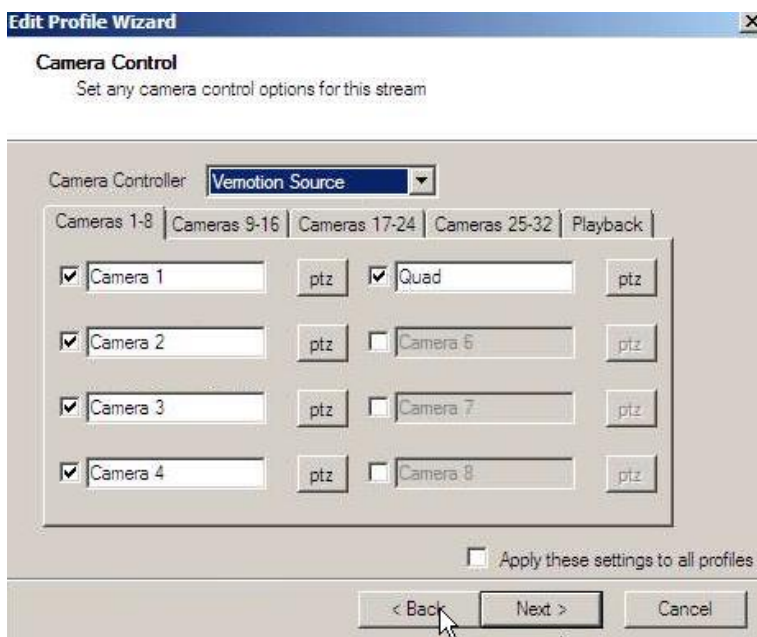 Edit Profile Wizard
Camera Control
Set any camera control options for this stream
Camera Controller Vemotion Source
Cameras 1-8 Cameras 9-16 Cameras 17-24 Cameras 25-32 Playback
Camera 1 ptz Quad ptz
Camera 2 ptz Camera 6 ptz
Camera 3 ptz Camera 7 ptz
Camera 4 ptz Camera 8 ptz
Apply these settings to all profiles
< Back Next > Cancel